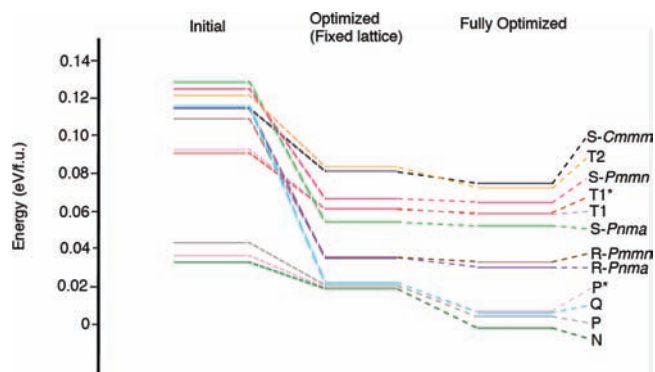 Initial
Optimized
(Fixed lattice)
Fully Optimized
Energy (eV/f.u.)
0.14
0.12
0.10
0.08
0.06
0.04
0.02
0
S-Cmmm
T2
S-Pmmn
T1*
T1
S-Pnma
R-Pmmn
R-Pnma
P*
Q
P
N